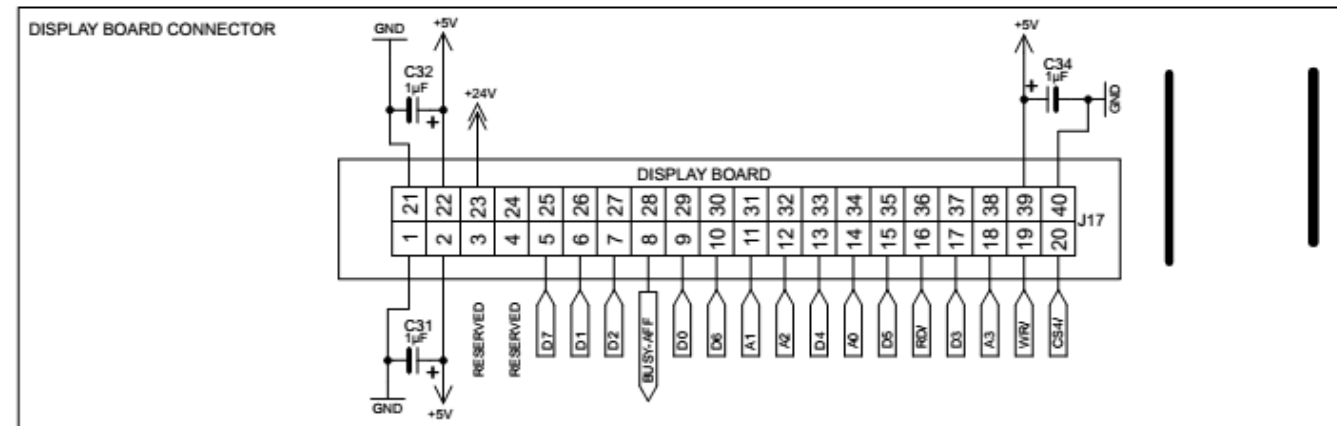 DISPLAY BOARD CONNECTOR
GND
+5V
+5V
C32
1µF
+
+24V
C34
1µF
+
GND
DISPLAY BOARD
21 22 23 24 25 26 27 28 29 30 31 32 33 34 35 36 37 38 39 40
1 2 3 4 5 6 7 8 9 10 11 12 13 14 15 16 17 18 19 20
J17
C31
1µF
+
GND
+5V
RESERVED
RESERVED
D7
D1
D2
BUSY-AFF
D0
D6
A1
A2
D4
A0
D5
RD/
D3
A3
WR/
CS4/